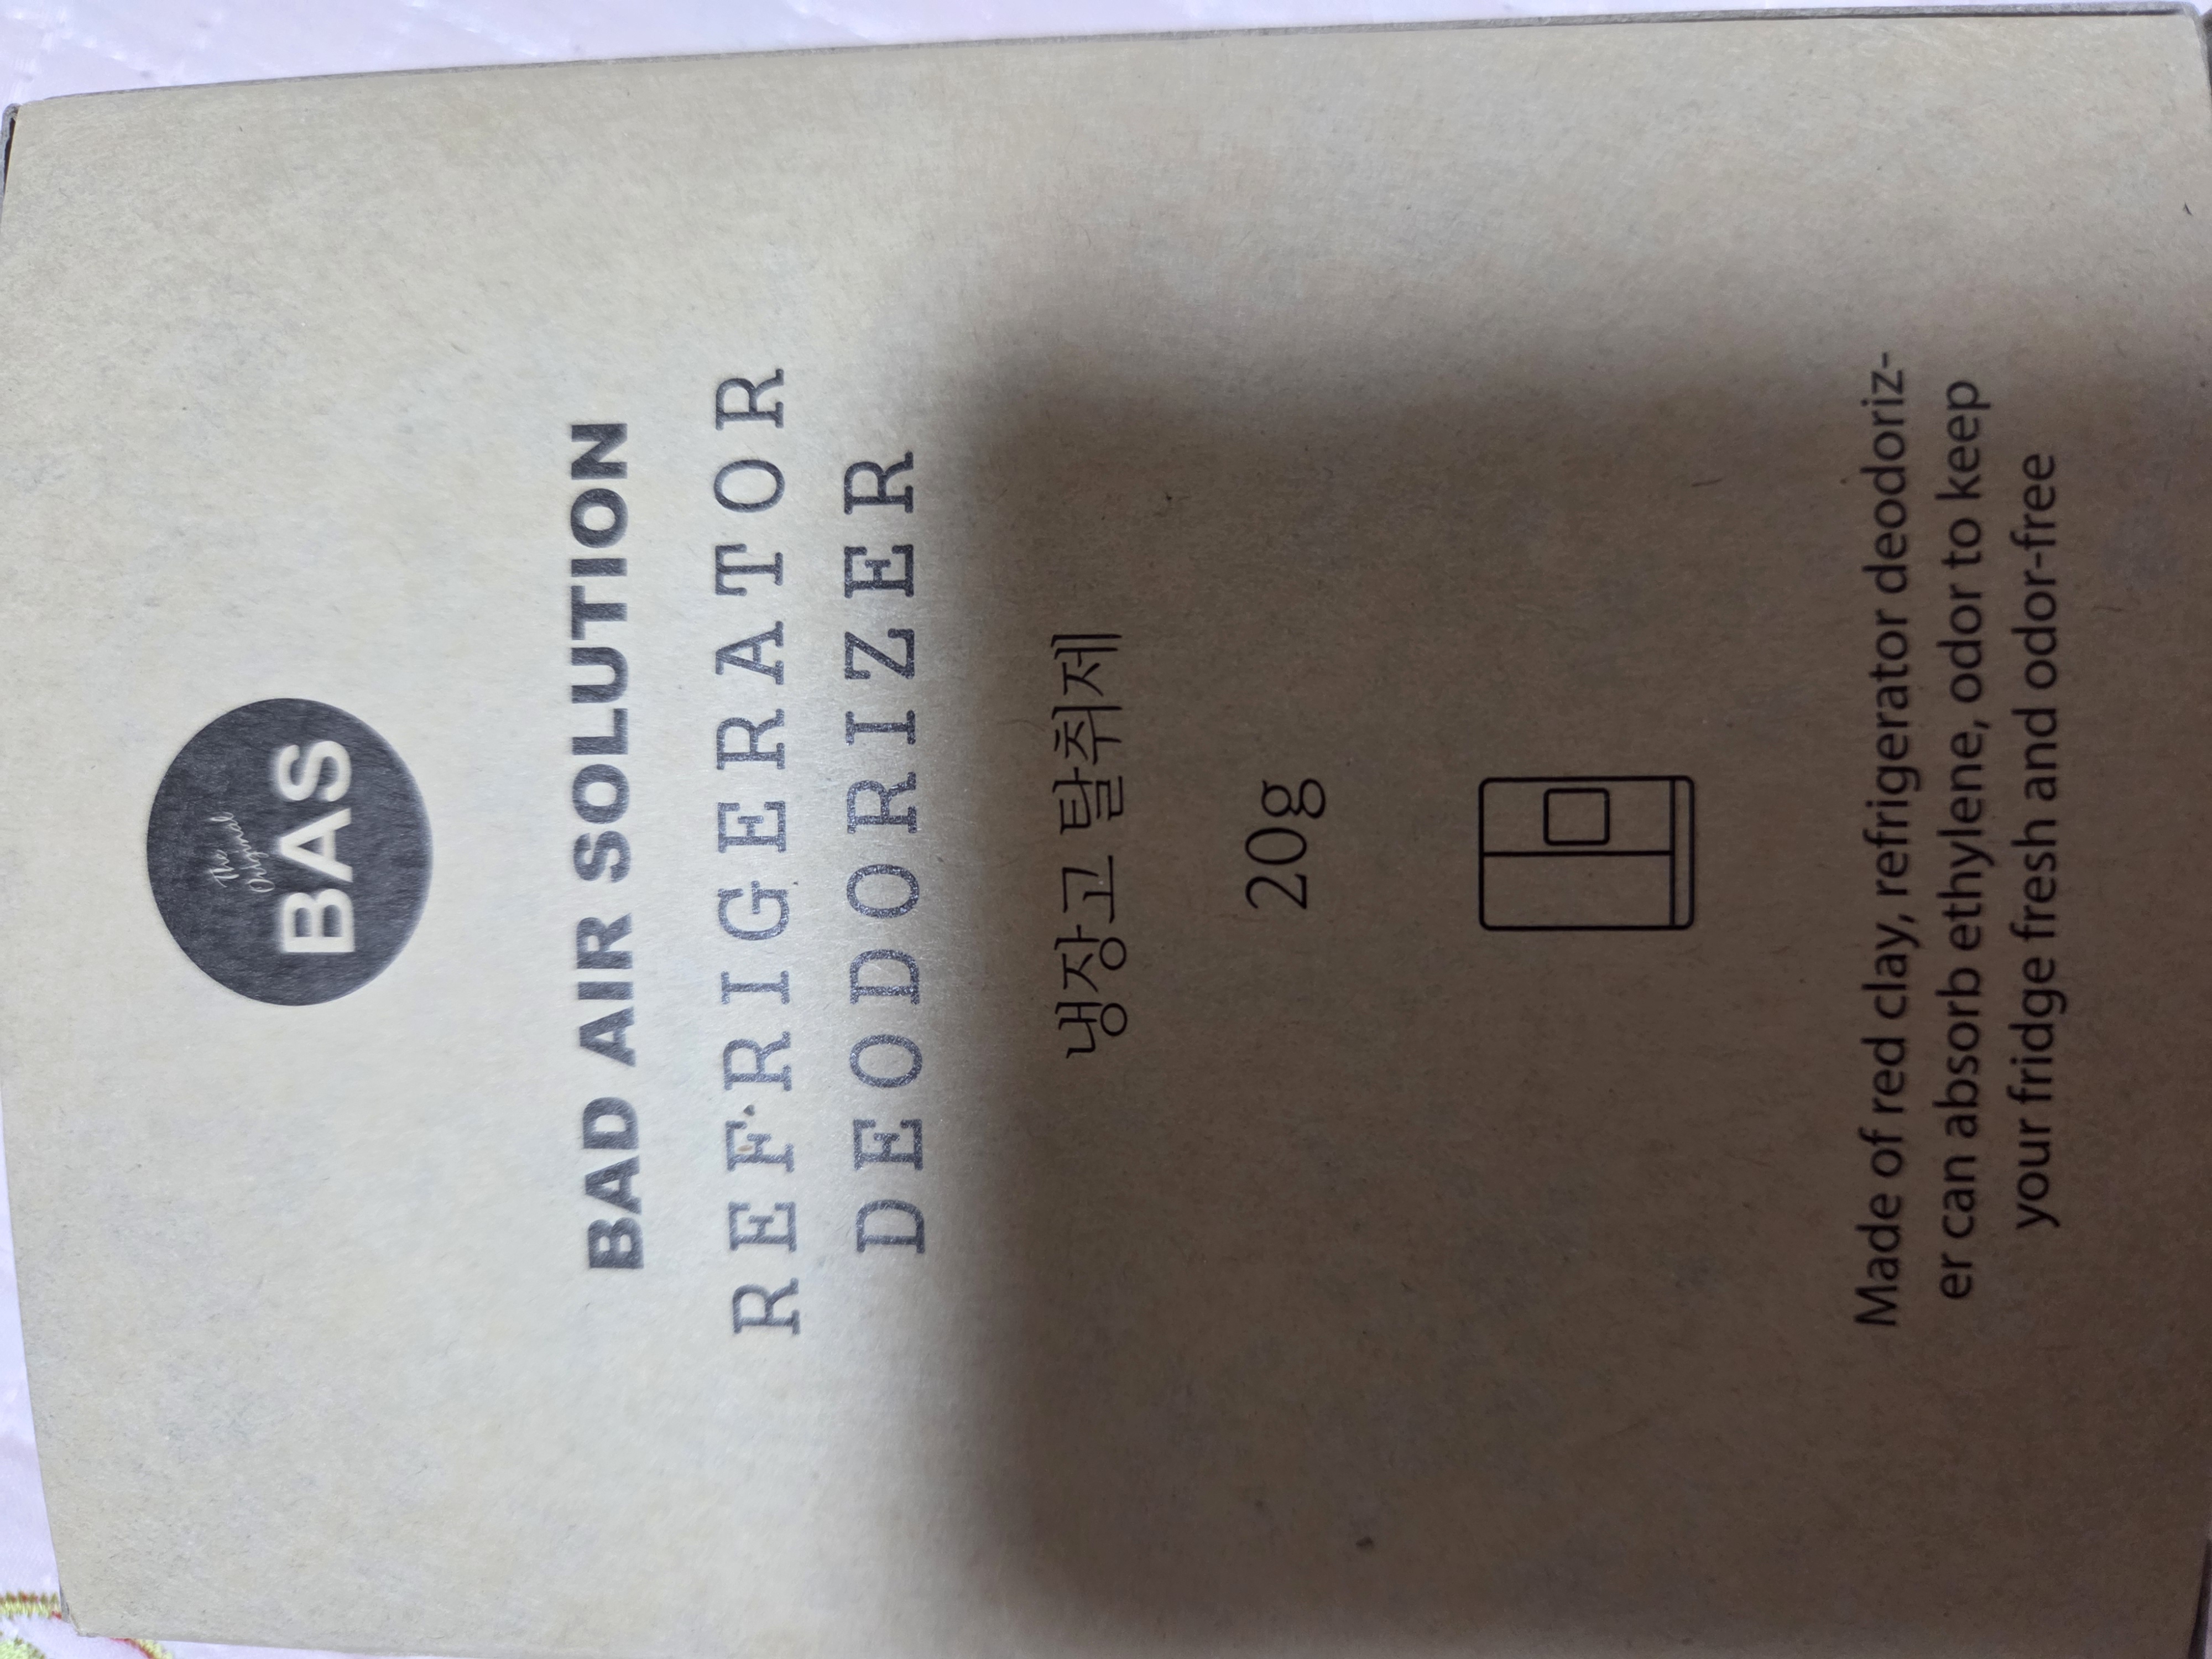 The
Original
BAS
BAD AIR SOLUTION
REFRIGERATOR
DEODORIZER
냉장고 탈취제
20g
Made of red clay, refrigerator deodoriz-
er can absorb ethylene, odor to keep
your fridge fresh and odor-free